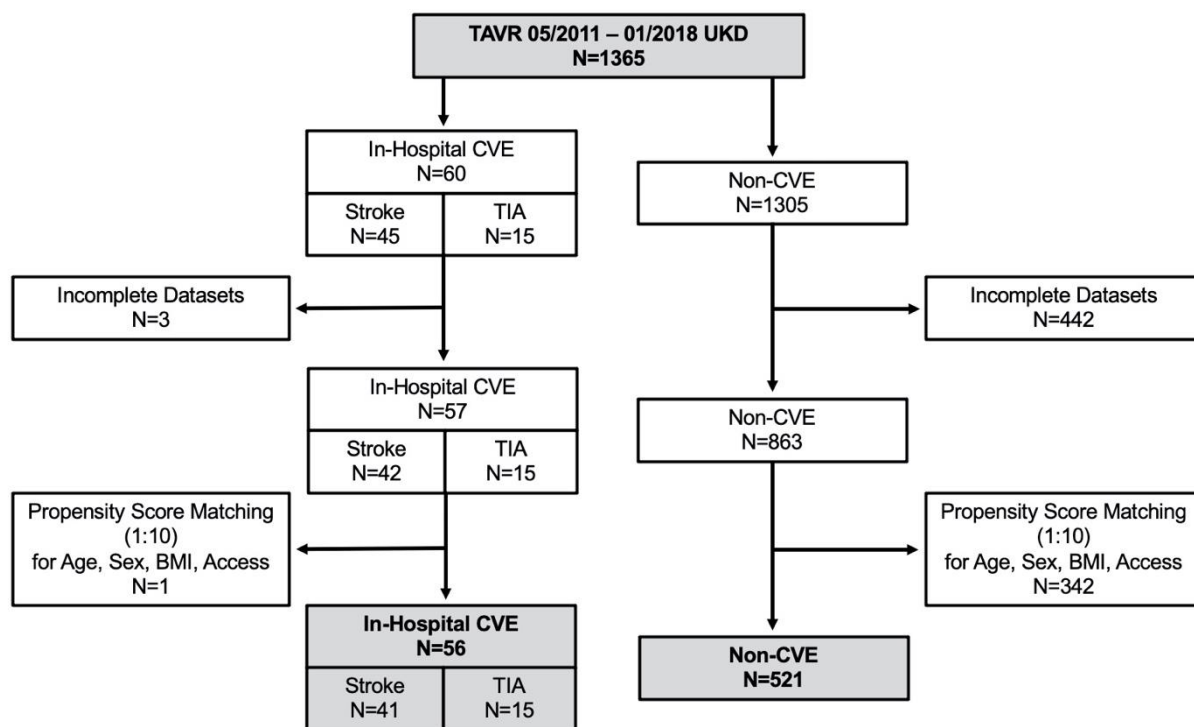 TAVR 05/2011 – 01/2018 UKD
N=1365
In-Hospital CVE
N=60
Stroke
N=45
TIA
N=15
Non-CVE
N=1305
Incomplete Datasets
N=3
Incomplete Datasets
N=442
In-Hospital CVE
N=57
Stroke
N=42
TIA
N=15
Non-CVE
N=863
Propensity Score Matching
(1:10)
for Age, Sex, BMI, Access
N=1
Propensity Score Matching
(1:10)
for Age, Sex, BMI, Access
N=342
In-Hospital CVE
N=56
Stroke
N=41
TIA
N=15
Non-CVE
N=521